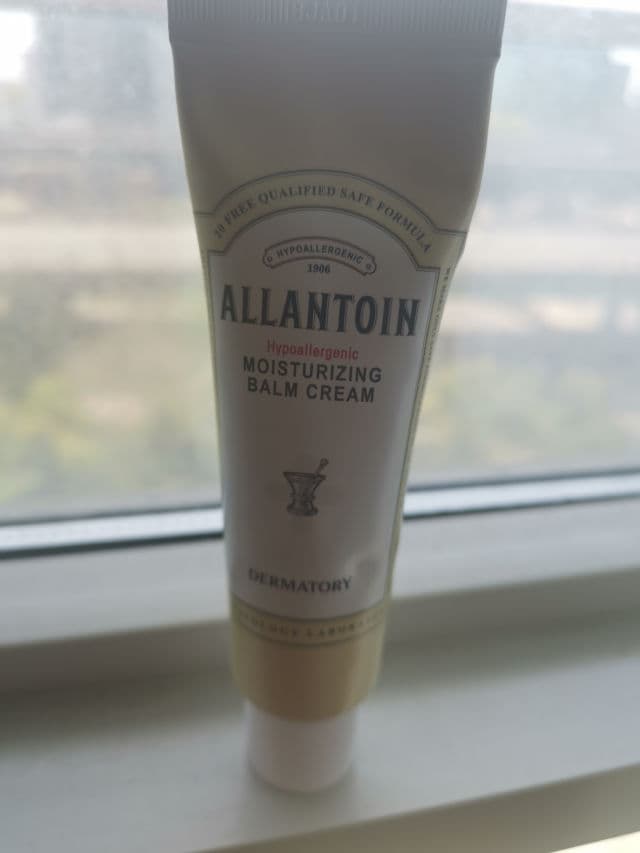 20 FREE QUALIFIED SAFE FORMULA
HYPOALLERGENIC
1906
ALLANTOIN
Hypoallergenic
MOISTURIZING
BALM CREAM
DERMATORY